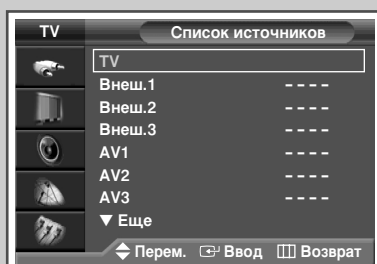 TV Список источников
TV
Внеш.1 ----
Внеш.2 ----
Внеш.3 ----
AV1 ----
AV2 ----
AV3 ----
▼ Еще
Перем. Ввод Возврат